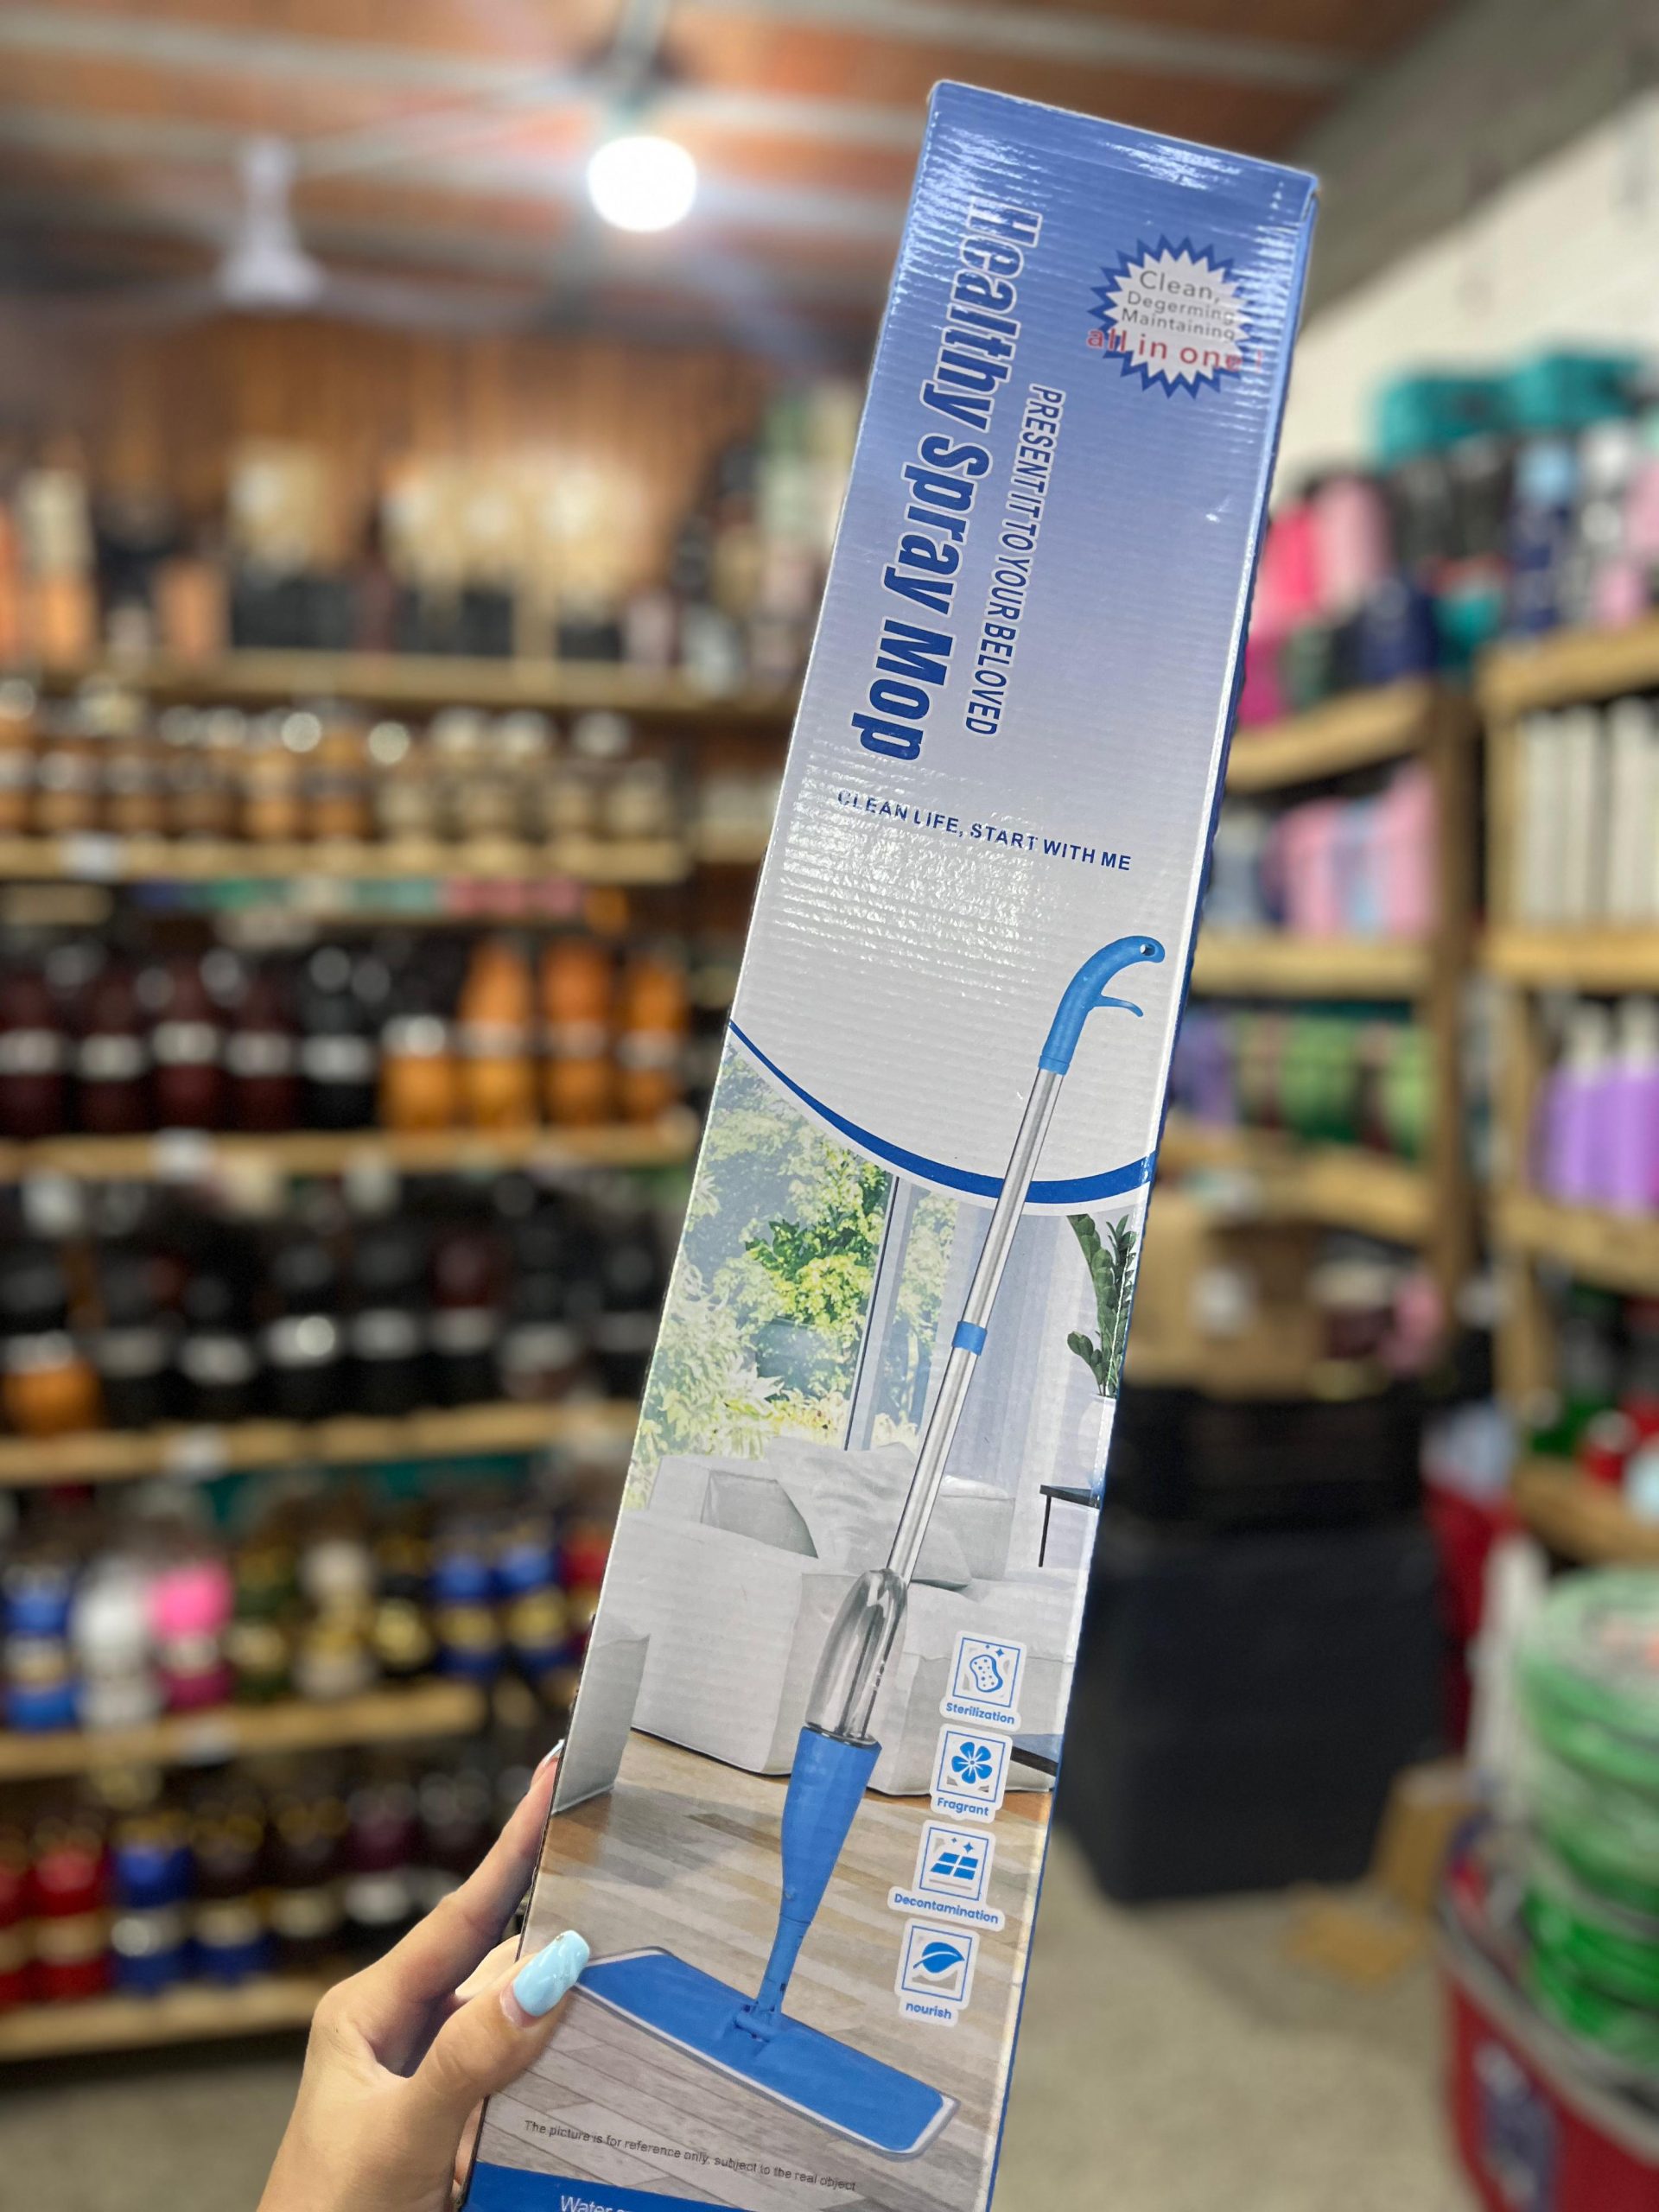 Clean,
Degerming
Maintaining
all in one !
Healthy Spray Mop
PRESENT IT TO YOUR BELOVED
CLEAN LIFE, START WITH ME
Sterilization
Fragrant
Decontamination
nourish
The picture is for reference only, subject to the real object
Water